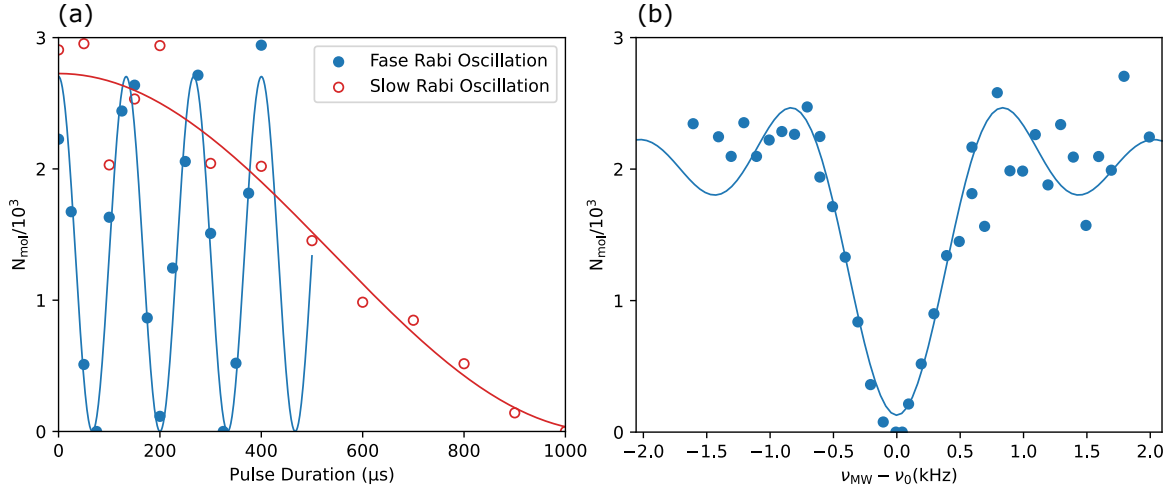 (a)
3
2
1
0
N_mol/10^3
0
200
400
600
800
1000
Pulse Duration (μs)
Fase Rabi Oscillation
Slow Rabi Oscillation
(b)
3
2
1
0
N_mol/10^3
−2.0
−1.5
−1.0
−0.5
0.0
0.5
1.0
1.5
2.0
ν_MW − ν_0(kHz)